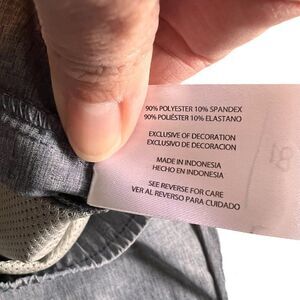 90% POLYESTER 10% SPANDEX
90% POLIÉSTER 10% ELASTANO
EXCLUSIVE OF DECORATION
EXCLUSIVO DE DECORACION
MADE IN INDONESIA
HECHO EN INDONESIA
SEE REVERSE FOR CARE
VER AL REVERSO PARA CUIDADO